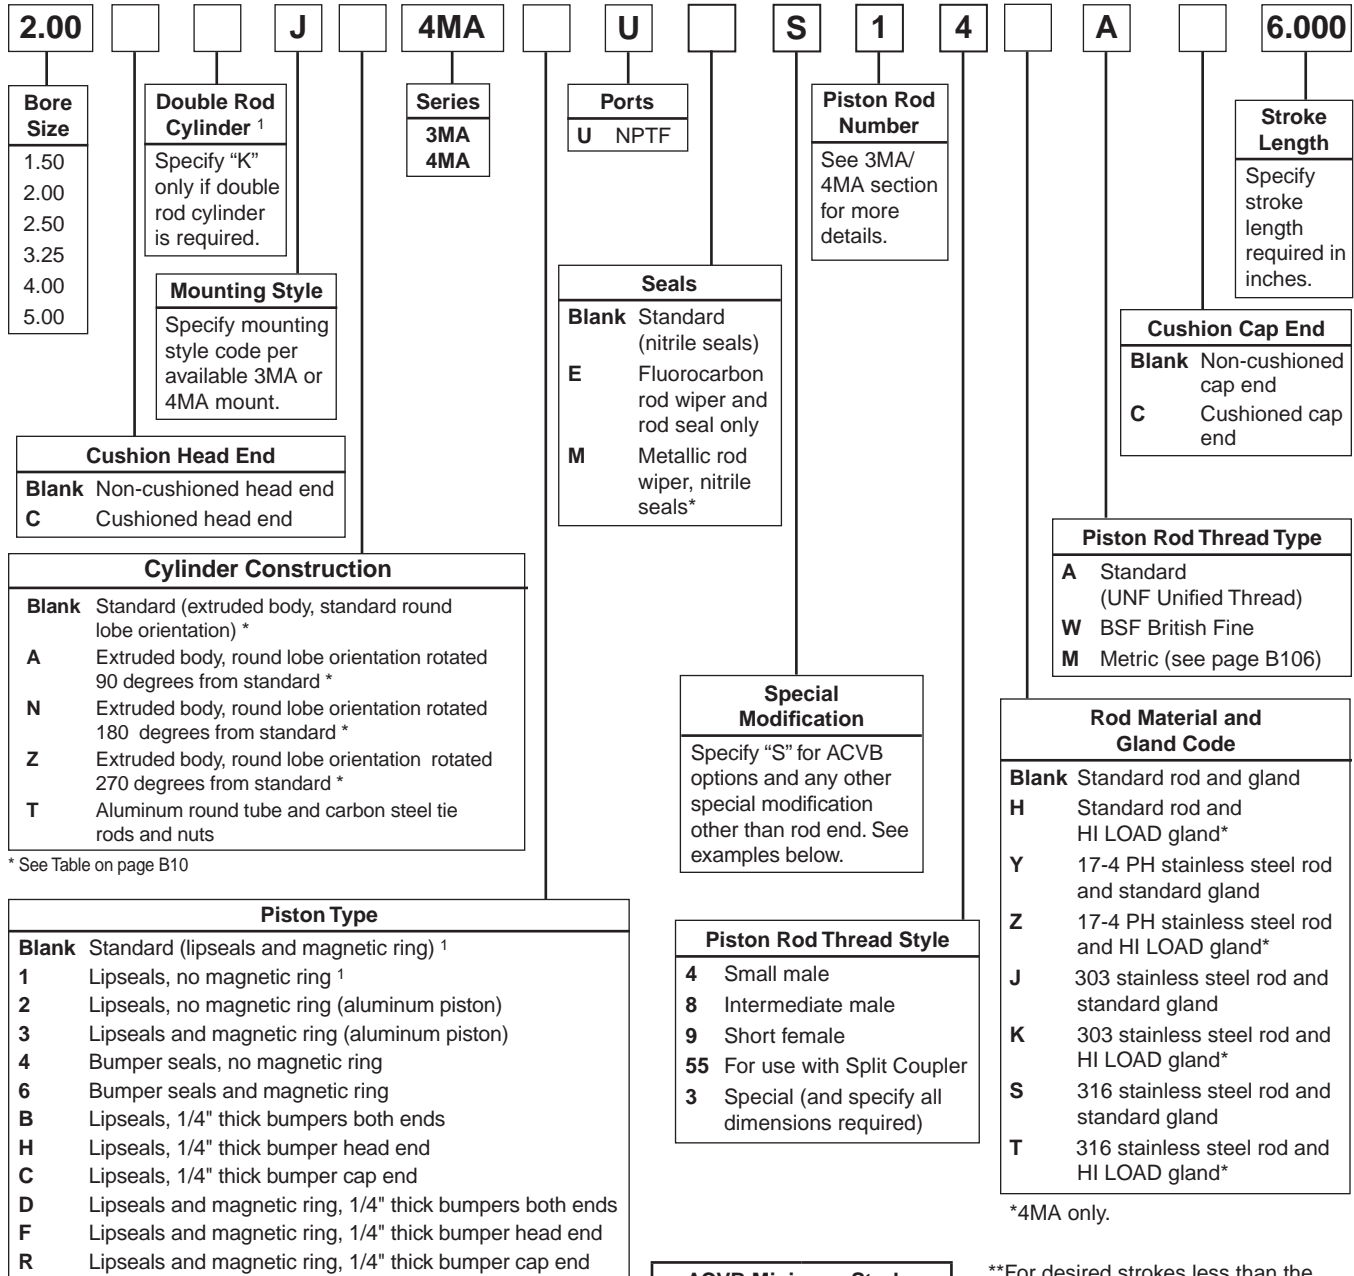 2.00 J 4MA U S 1 4 A 6.000
Bore
Size
1.50
2.00
2.50
3.25
4.00
5.00
Double Rod
Cylinder 1
Specify “K”
only if double
rod cylinder
is required.
Series
3MA
4MA
Ports
U NPTF
Piston Rod
Number
See 3MA/
4MA section
for more
details.
Stroke
Length
Specify
stroke
length
required in
inches.
Mounting Style
Specify mounting
style code per
available 3MA or
4MA mount.
Seals
Blank Standard
(nitrile seals)
E Fluorocarbon
rod wiper and
rod seal only
M Metallic rod
wiper, nitrile
seals*
Cushion Cap End
Blank Non-cushioned
cap end
C Cushioned cap
end
Cushion Head End
Blank Non-cushioned head end
C Cushioned head end
Piston Rod Thread Type
A Standard
(UNF Unified Thread)
W BSF British Fine
M Metric (see page B106)
Cylinder Construction
Blank Standard (extruded body, standard round
lobe orientation) *
A Extruded body, round lobe orientation rotated
90 degrees from standard *
N Extruded body, round lobe orientation rotated
180 degrees from standard *
Z Extruded body, round lobe orientation rotated
270 degrees from standard *
T Aluminum round tube and carbon steel tie
rods and nuts
* See Table on page B10
Special
Modification
Specify “S” for ACVB
options and any other
special modification
other than rod end. See
examples below.
Rod Material and
Gland Code
Blank Standard rod and gland
H Standard rod and
HI LOAD gland*
Y 17-4 PH stainless steel rod
and standard gland
Z 17-4 PH stainless steel rod
and HI LOAD gland*
J 303 stainless steel rod and
standard gland
K 303 stainless steel rod and
HI LOAD gland*
S 316 stainless steel rod and
standard gland
T 316 stainless steel rod and
HI LOAD gland*
*4MA only.
Piston Type
Blank Standard (lipseals and magnetic ring) 1
1 Lipseals, no magnetic ring 1
2 Lipseals, no magnetic ring (aluminum piston)
3 Lipseals and magnetic ring (aluminum piston)
4 Bumper seals, no magnetic ring
6 Bumper seals and magnetic ring
B Lipseals, 1/4" thick bumpers both ends
H Lipseals, 1/4" thick bumper head end
C Lipseals, 1/4" thick bumper cap end
D Lipseals and magnetic ring, 1/4" thick bumpers both ends
F Lipseals and magnetic ring, 1/4" thick bumper head end
R Lipseals and magnetic ring, 1/4" thick bumper cap end
Piston Rod Thread Style
4 Small male
8 Intermediate male
9 Short female
55 For use with Split Coupler
3 Special (and specify all
dimensions required)
ACVB Minimum Stroke
**For desired strokes less than the